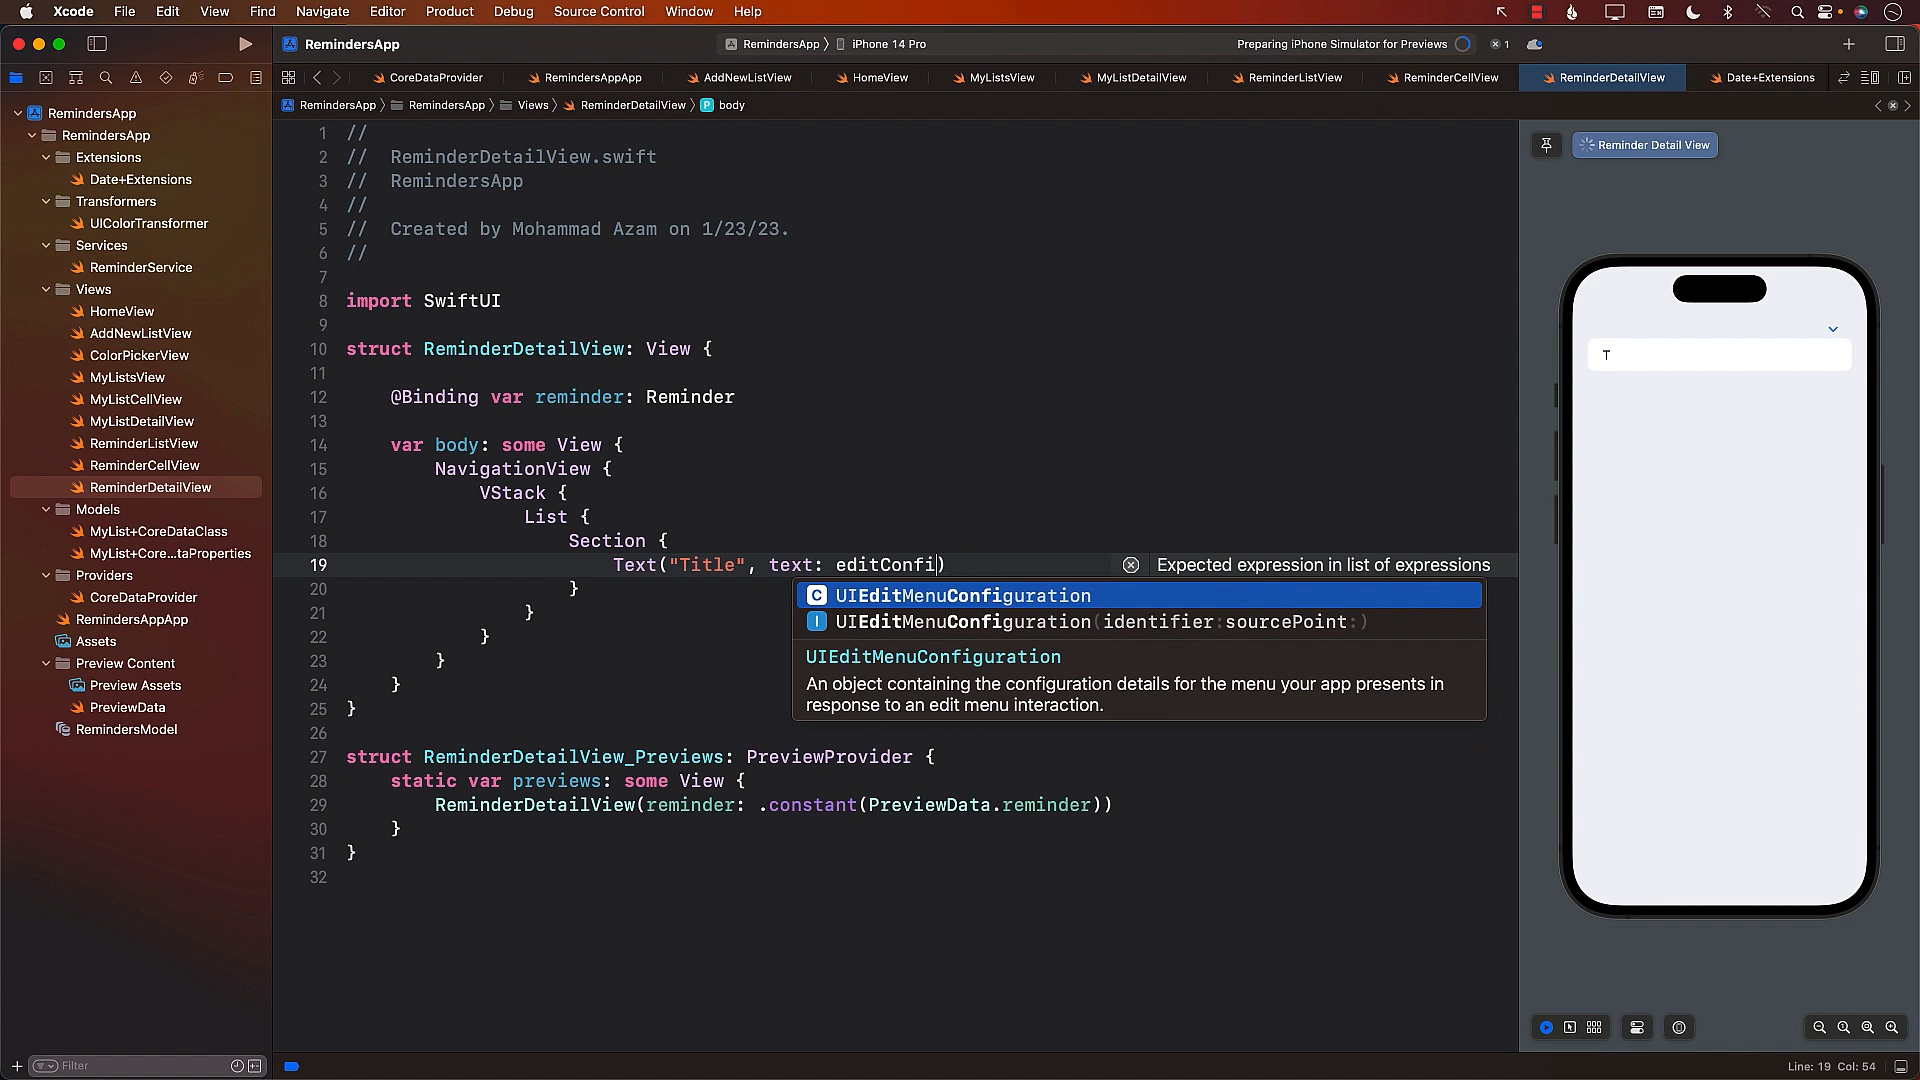 Xcode File Edit View Find Navigate Editor Product Debug Source Control Window Help
RemindersApp
RemindersApp iPhone 14 Pro
Preparing iPhone Simulator for Previews
1
CoreDataProvider RemindersAppApp AddNewListView HomeView MyListsView MyListDetailView ReminderListView ReminderCellView ReminderDetailView Date+Extensions
RemindersApp RemindersApp Views ReminderDetailView body
RemindersApp
RemindersApp
Extensions
Date+Extensions
Transformers
UIColorTransformer
Services
ReminderService
Views
HomeView
AddNewListView
ColorPickerView
MyListsView
MyListCellView
MyListDetailView
ReminderListView
ReminderCellView
ReminderDetailView
Models
MyList+CoreDataClass
MyList+Core...taProperties
Providers
CoreDataProvider
RemindersAppApp
Assets
Preview Content
Preview Assets
PreviewData
RemindersModel
Filter
1 //
2 //  ReminderDetailView.swift
3 //  RemindersApp
4 //
5 //  Created by Mohammad Azam on 1/23/23.
6 //
7
8 import SwiftUI
9
10 struct ReminderDetailView: View {
11
12 @Binding var reminder: Reminder
13
14 var body: some View {
15 NavigationView {
16 VStack {
17 List {
18 Section {
19 Text("Title", text: editConfi)
Expected expression in list of expressions
20 }
21 }
22 }
23 }
24 }
25 }
26
27 struct ReminderDetailView_Previews: PreviewProvider {
28 static var previews: some View {
29 ReminderDetailView(reminder: .constant(PreviewData.reminder))
30 }
31 }
32
C UIEditMenuConfiguration
I UIEditMenuConfiguration(identifier:sourcePoint:)
UIEditMenuConfiguration
An object containing the configuration details for the menu your app presents in
response to an edit menu interaction.
Reminder Detail View
T
Line: 19 Col: 54